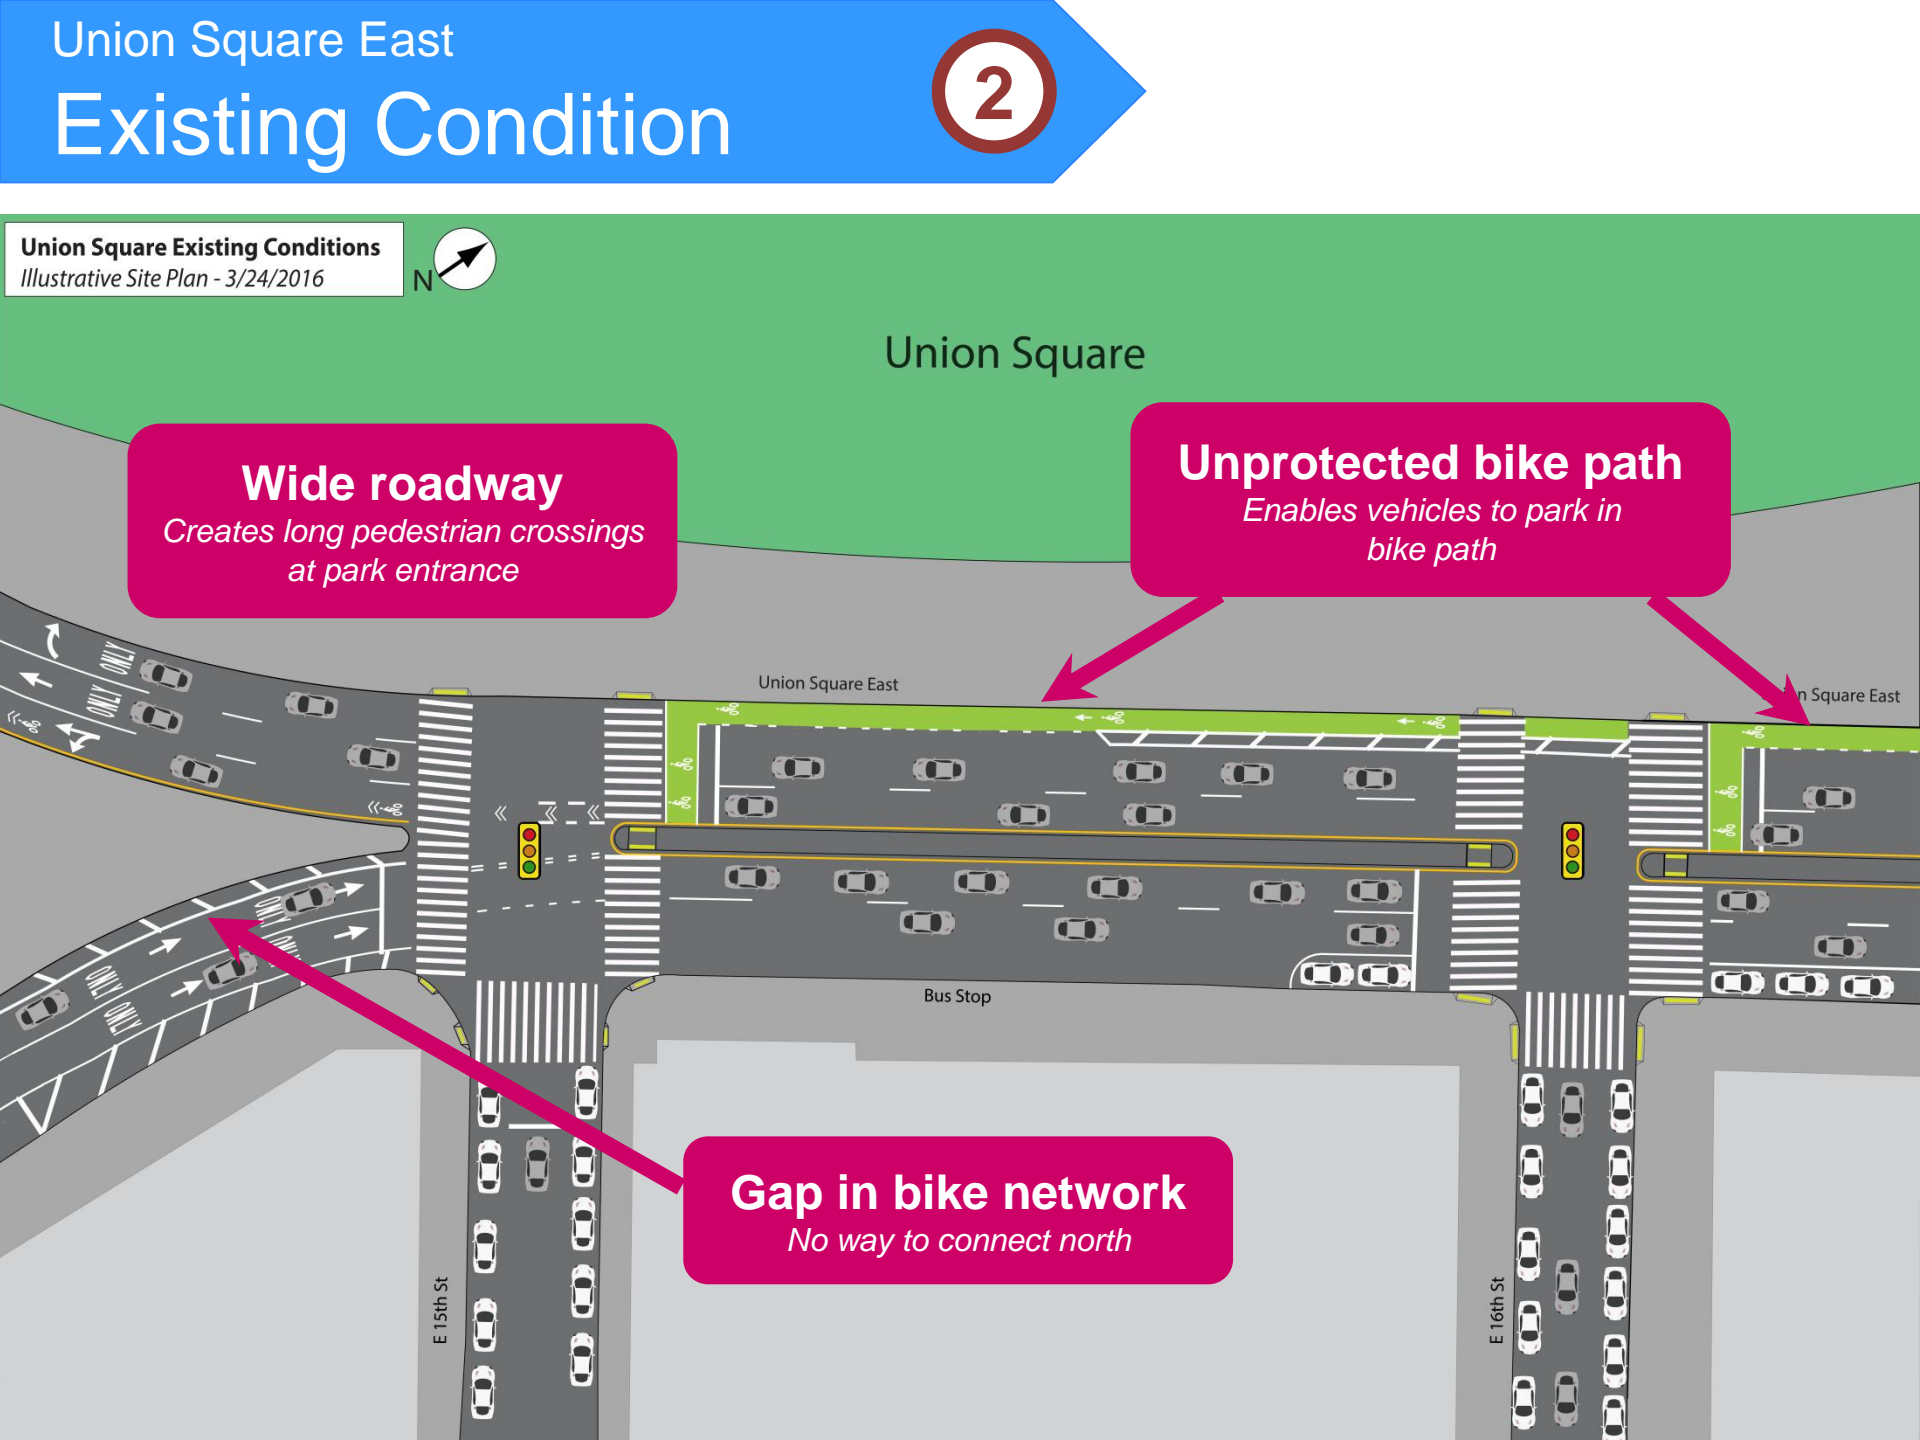 Union Square East
Existing Condition
2
Union Square Existing Conditions
Illustrative Site Plan - 3/24/2016
N
Union Square
Wide roadway
Creates long pedestrian crossings
at park entrance
Unprotected bike path
Enables vehicles to park in
bike path
Union Square East
n Square East
ONLY
ONLY
ONLY
ONLY
ONLY
ONLY
Bus Stop
Gap in bike network
No way to connect north
E 15th St
E 16th St